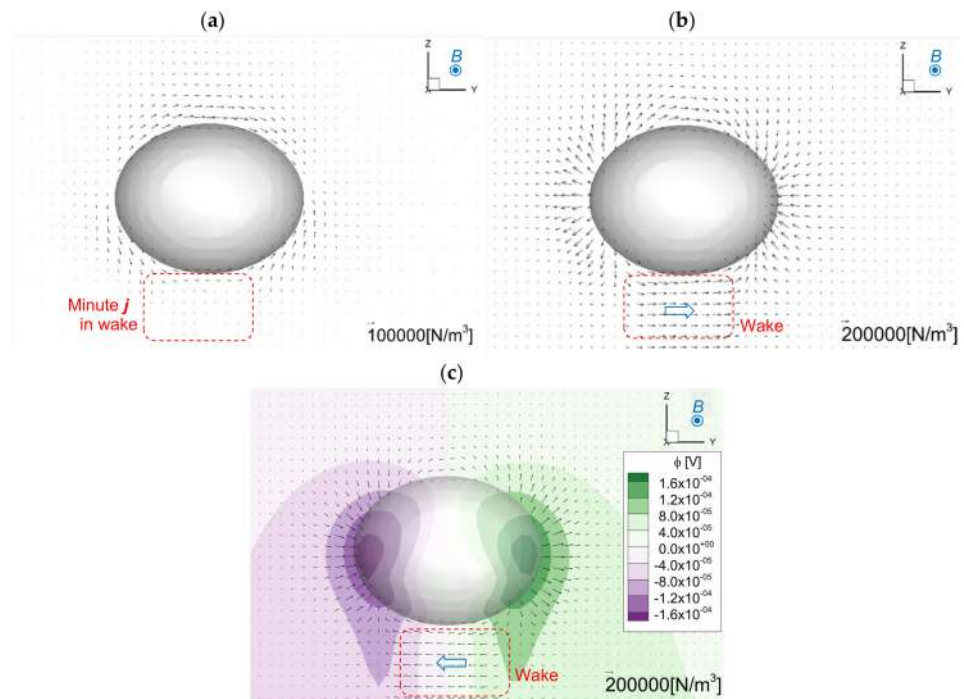 (a)
(b)
Z
B
X
Y
Z
B
X
Y
Minute j
in wake
100000[N/m³]
Wake
200000[N/m³]
(c)
Z
B
X
Y
ϕ [V]
1.6x10⁻⁰⁴
1.2x10⁻⁰⁴
8.0x10⁻⁰⁵
4.0x10⁻⁰⁵
0.0x10⁺⁰⁰
-4.0x10⁻⁰⁵
-8.0x10⁻⁰⁵
-1.2x10⁻⁰⁴
-1.6x10⁻⁰⁴
Wake
200000[N/m³]